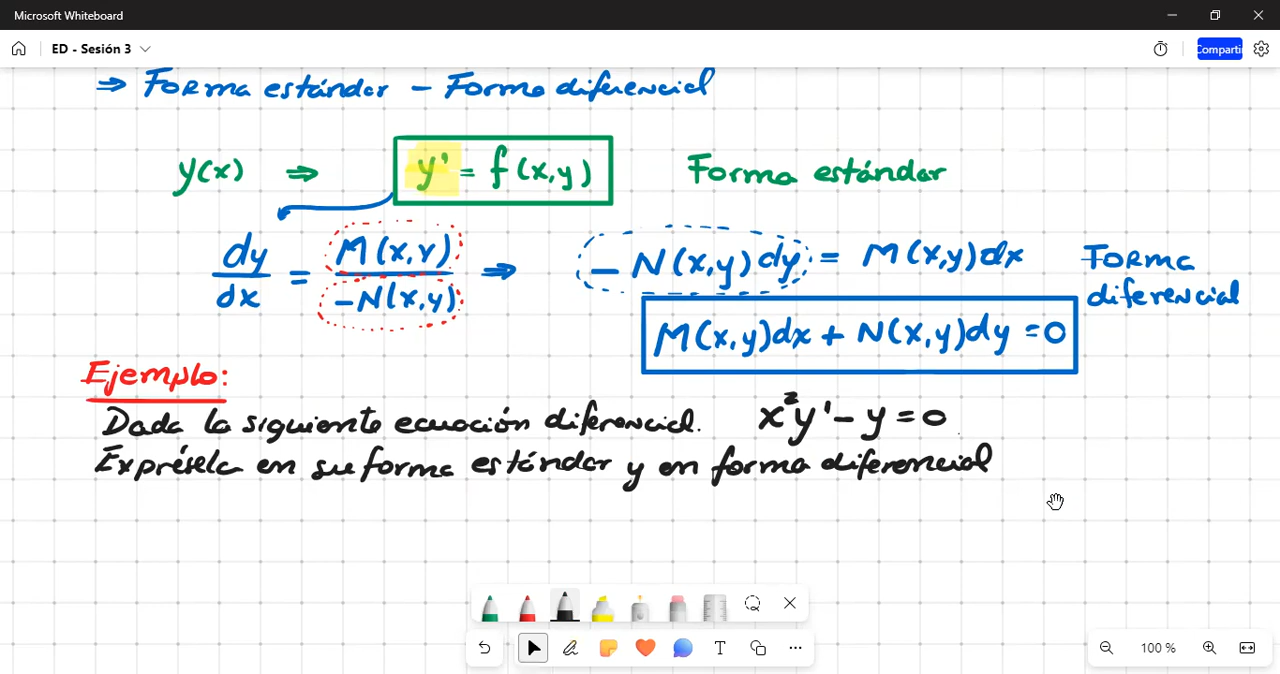 Microsoft Whiteboard
ED - Sesión 3
Compartir
⇒ Forma estándar - Forma diferencial
y(x) ⇒ y' = f(x,y) Forma estándar
dy/dx = M(x,y)/-N(x,y) ⇒ -N(x,y)dy = M(x,y)dx Forma diferencial
M(x,y)dx + N(x,y)dy = 0
Ejemplo:
Dada la siguiente ecuación diferencial. x²y' - y = 0
Exprésela en su forma estándar y en forma diferencial
100 %